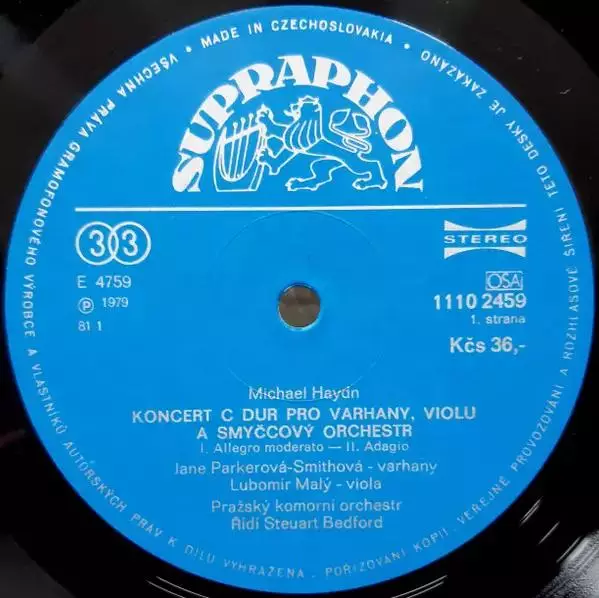 VŠECHNA PRÁVA GRAMOFONOVÉHO VÝROBCE A VLASTNÍKŮ AUTORSKÝCH PRÁV K DÍLU VYHRAŽENA. POŘIZOVÁNÍ KOPIÍ, VEŘEJNÉ PROVOZOVÁNÍ A ROZHLASOVÉ ŠÍŘENÍ TÉTO DESKY JE ZAKÁZÁNO • MADE IN CZECHOSLOVAKIA •
SUPRAPHON
33
STEREO
E 4759
℗ 1979
81 1
OSA
1110 2459
1. strana
Kčs 36,-
Michael Haydn
KONCERT C DUR PRO VARHANY, VIOLU
A SMYČCOVÝ ORCHESTR
I. Allegro moderato — II. Adagio
Jane Parkerová-Smithová - varhany
Lubomír Malý - viola
Pražský komorní orchestr
Řídí Steuart Bedford